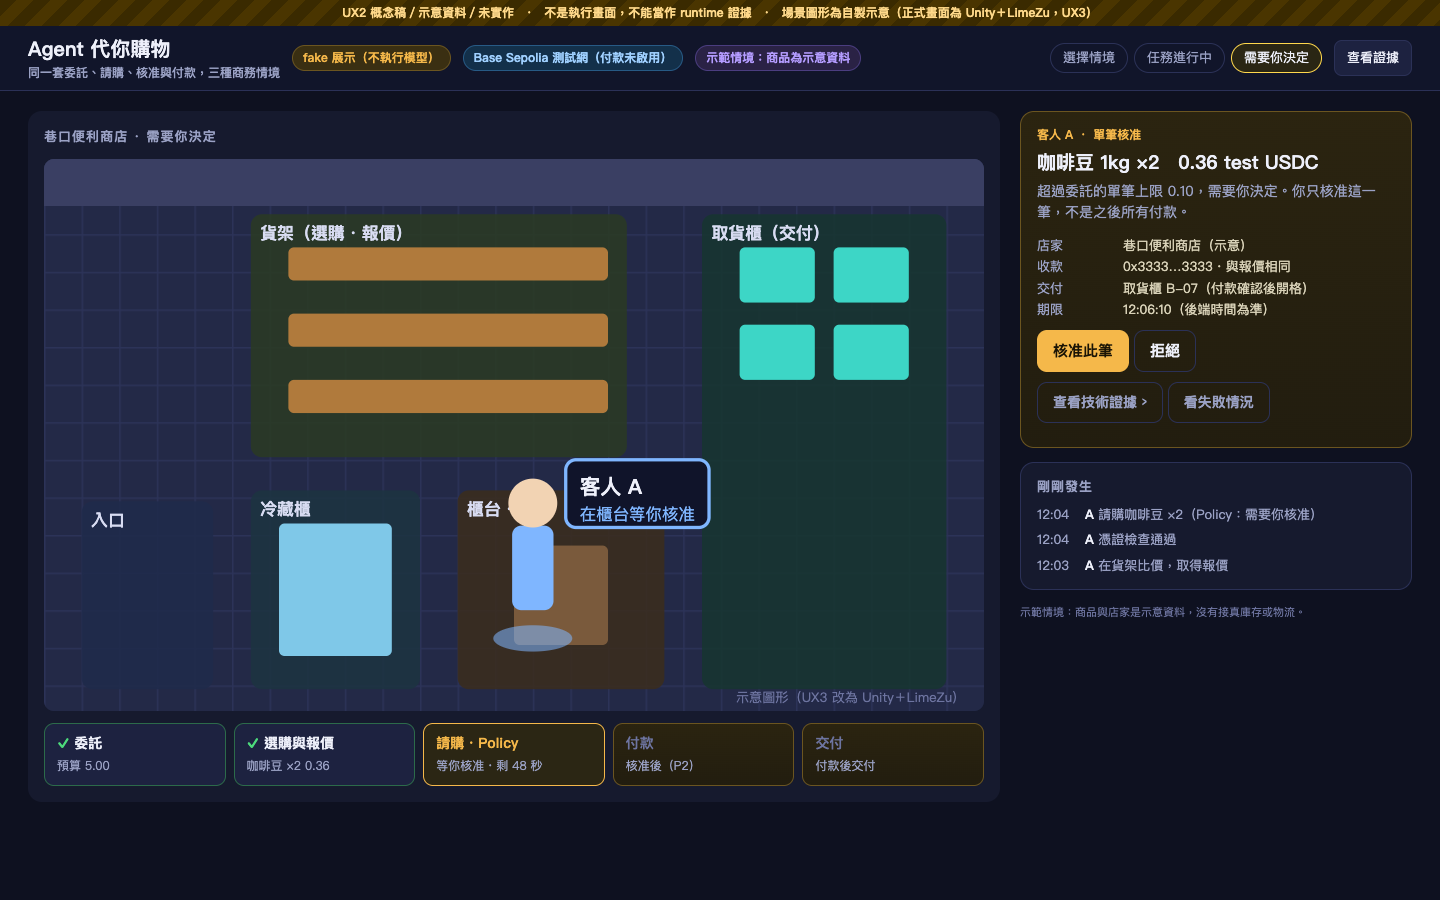 UX2 概念稿 / 示意資料 / 未實作 · 不是執行畫面，不能當作 runtime 證據 · 場景圖形為自製示意（正式畫面為 Unity＋LimeZu，UX3）
Agent 代你購物
同一套委託、請購、核准與付款，三種商務情境
fake 展示（不執行模型）
Base Sepolia 測試網（付款未啟用）
示範情境：商品為示意資料
選擇情境
任務進行中
需要你決定
查看證據
巷口便利商店 · 需要你決定
貨架（選購 · 報價）
取貨櫃（交付）
入口
冷藏櫃
櫃台
客人 A
在櫃台等你核准
示意圖形（UX3 改為 Unity＋LimeZu）
✓ 委託
預算 5.00
✓ 選購與報價
咖啡豆 ×2 0.36
請購 · Policy
等你核准 · 剩 48 秒
付款
核准後（P2）
交付
付款後交付
客人 A · 單筆核准
咖啡豆 1kg ×2 0.36 test USDC
超過委託的單筆上限 0.10，需要你決定。你只核准這一
筆，不是之後所有付款。
店家 巷口便利商店（示意）
收款 0x3333…3333 · 與報價相同
交付 取貨櫃 B-07（付款確認後開格）
期限 12:06:10（後端時間為準）
核准此筆
拒絕
查看技術證據 ›
看失敗情況
剛剛發生
12:04 A 請購咖啡豆 ×2（Policy：需要你核准）
12:04 A 憑證檢查通過
12:03 A 在貨架比價，取得報價
示範情境：商品與店家是示意資料，沒有接真庫存或物流。